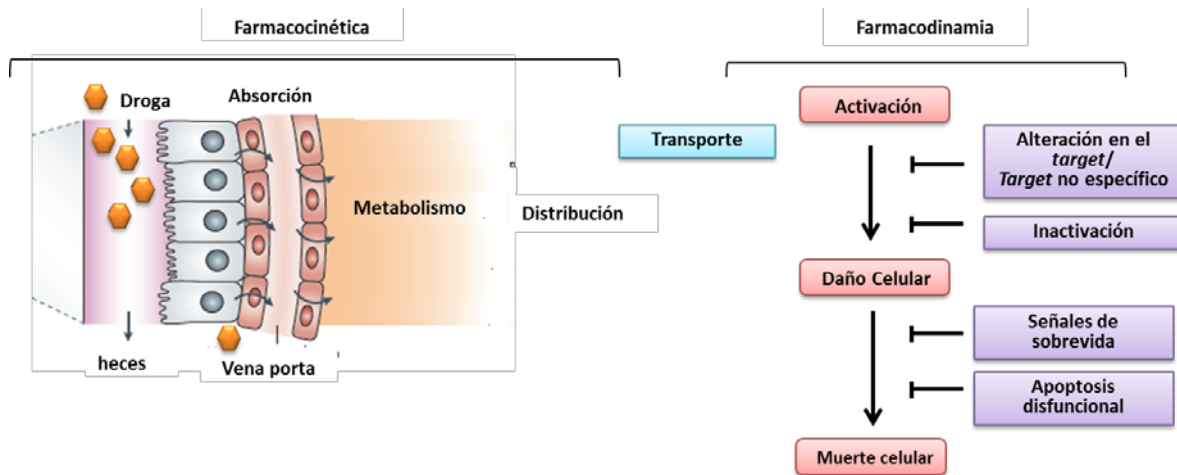 Farmacocinética
Farmacodinamia
Droga
Absorción
Metabolismo
Distribución
heces
Vena porta
Transporte
Activación
Alteración en el
target/
Target no específico
Inactivación
Daño Celular
Señales de
sobrevida
Apoptosis
disfuncional
Muerte celular